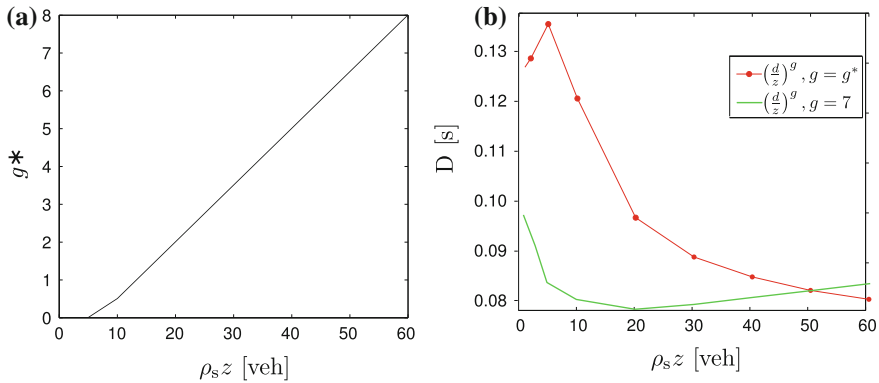 (a)
8
7
6
5
4
3
2
1
0
g*
0 10 20 30 40 50 60
ρₛz [veh]
(b)
0.13
0.12
0.11
0.10
0.09
0.08
D [s]
(d/z)^g, g = g*
(d/z)^g, g = 7
0 10 20 30 40 50 60
ρₛz [veh]